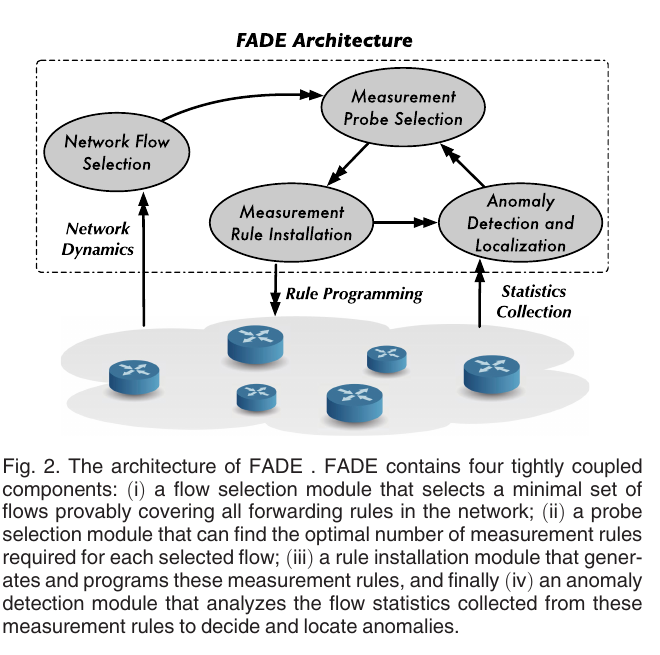 FADE Architecture
Measurement
Probe Selection
Network Flow
Selection
Measurement
Rule Installation
Anomaly
Detection and
Localization
Network
Dynamics
Rule Programming
Statistics
Collection
Fig. 2. The architecture of FADE . FADE contains four tightly coupled
components: (i) a flow selection module that selects a minimal set of
flows provably covering all forwarding rules in the network; (ii) a probe
selection module that can find the optimal number of measurement rules
required for each selected flow; (iii) a rule installation module that gener-
ates and programs these measurement rules, and finally (iv) an anomaly
detection module that analyzes the flow statistics collected from these
measurement rules to decide and locate anomalies.